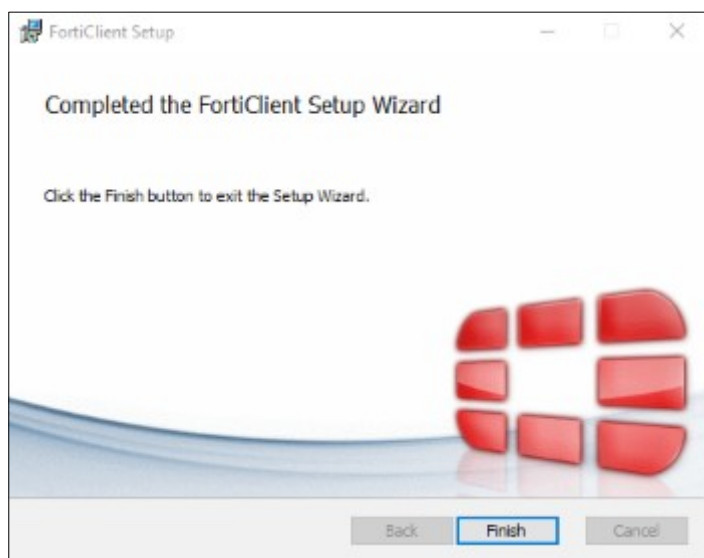 FortiClient Setup
Completed the FortiClient Setup Wizard
Click the Finish button to exit the Setup Wizard.
Back
Finish
Cancel